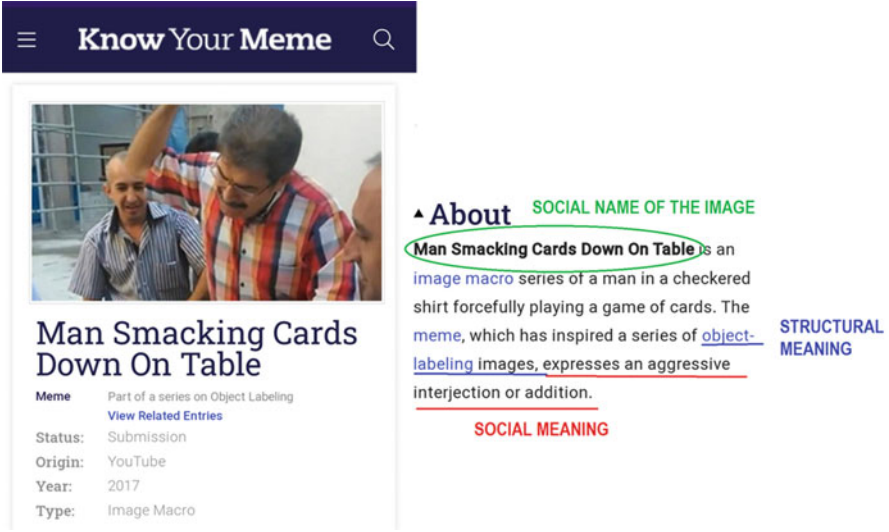 Know Your Meme
Man Smacking Cards
Down On Table
Meme Part of a series on Object Labeling
View Related Entries
Status: Submission
Origin: YouTube
Year: 2017
Type: Image Macro
About
SOCIAL NAME OF THE IMAGE
Man Smacking Cards Down On Table is an
image macro series of a man in a checkered
shirt forcefully playing a game of cards. The
meme, which has inspired a series of object-
labeling images, expresses an aggressive
interjection or addition.
STRUCTURAL
MEANING
SOCIAL MEANING